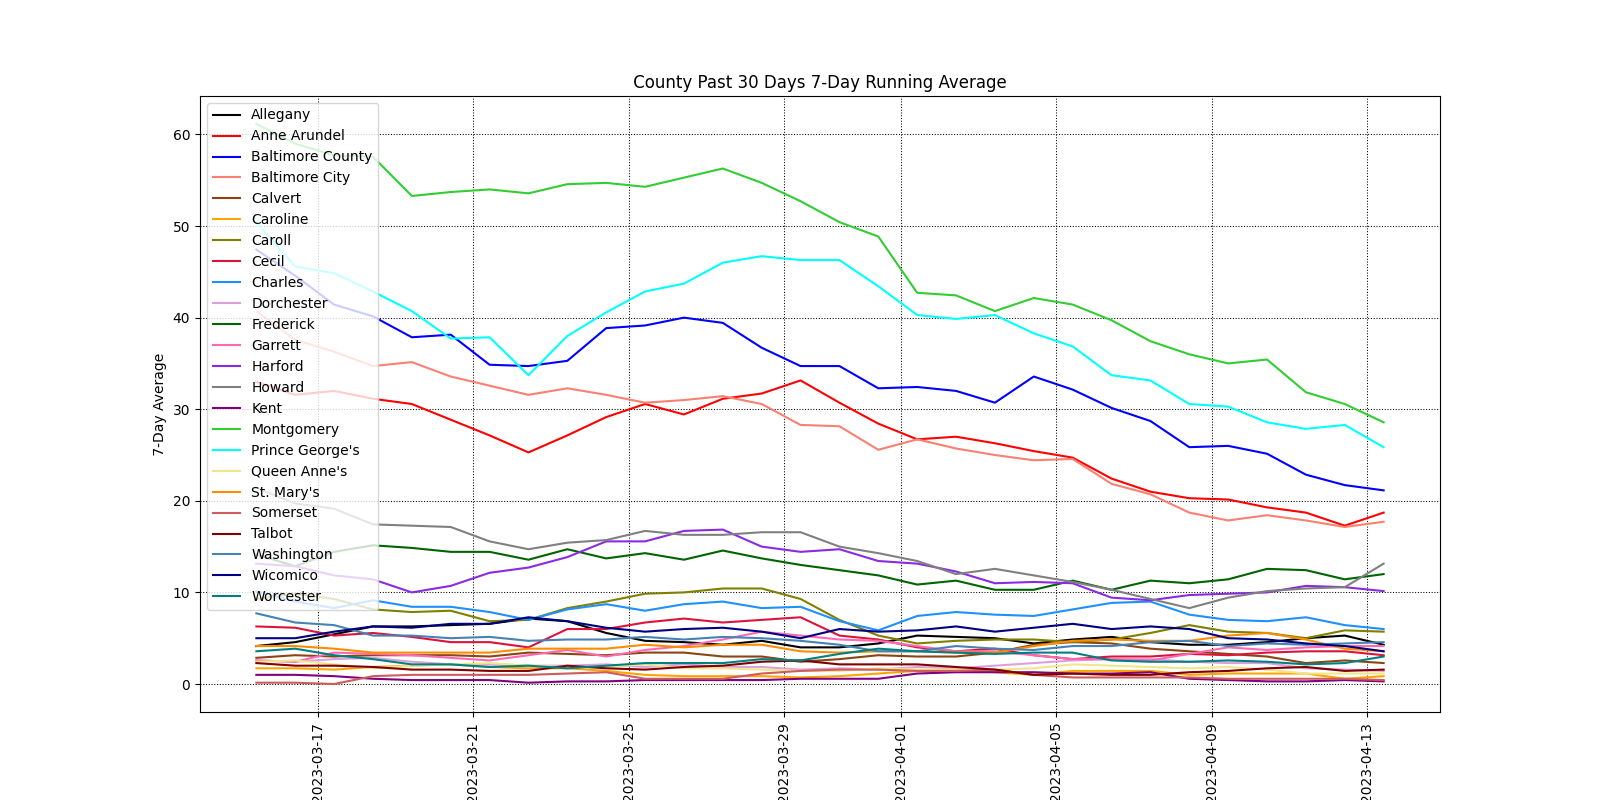 County Past 30 Days 7-Day Running Average
7-Day Average
60
50
40
30
20
10
0
Allegany
Anne Arundel
Baltimore County
Baltimore City
Calvert
Caroline
Caroll
Cecil
Charles
Dorchester
Frederick
Garrett
Harford
Howard
Kent
Montgomery
Prince George's
Queen Anne's
St. Mary's
Somerset
Talbot
Washington
Wicomico
Worcester
2023-03-17
2023-03-21
2023-03-25
2023-03-29
2023-04-01
2023-04-05
2023-04-09
2023-04-13